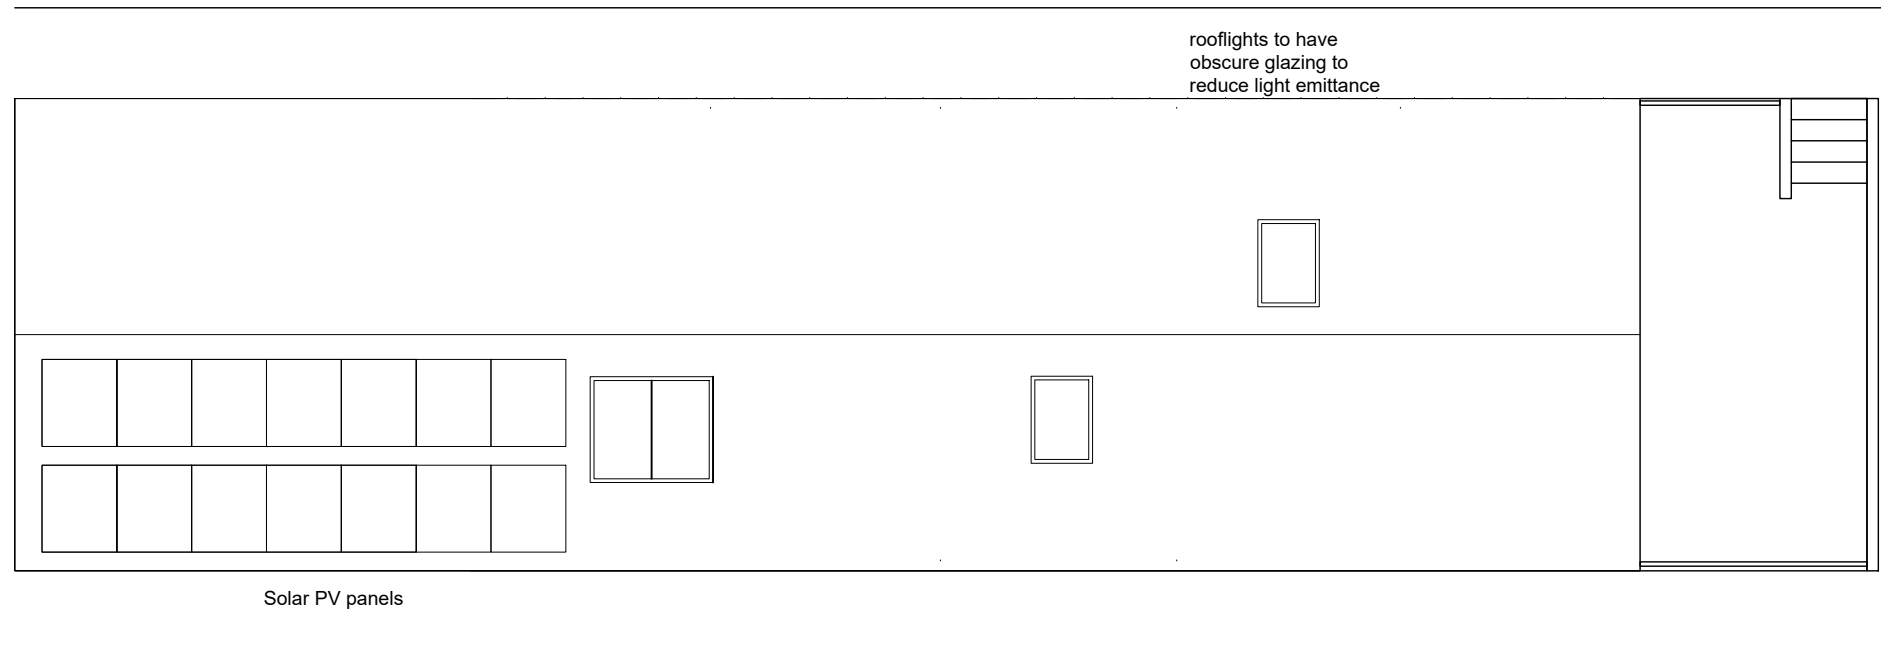 rooflights to have
obscure glazing to
reduce light emittance
Solar PV panels